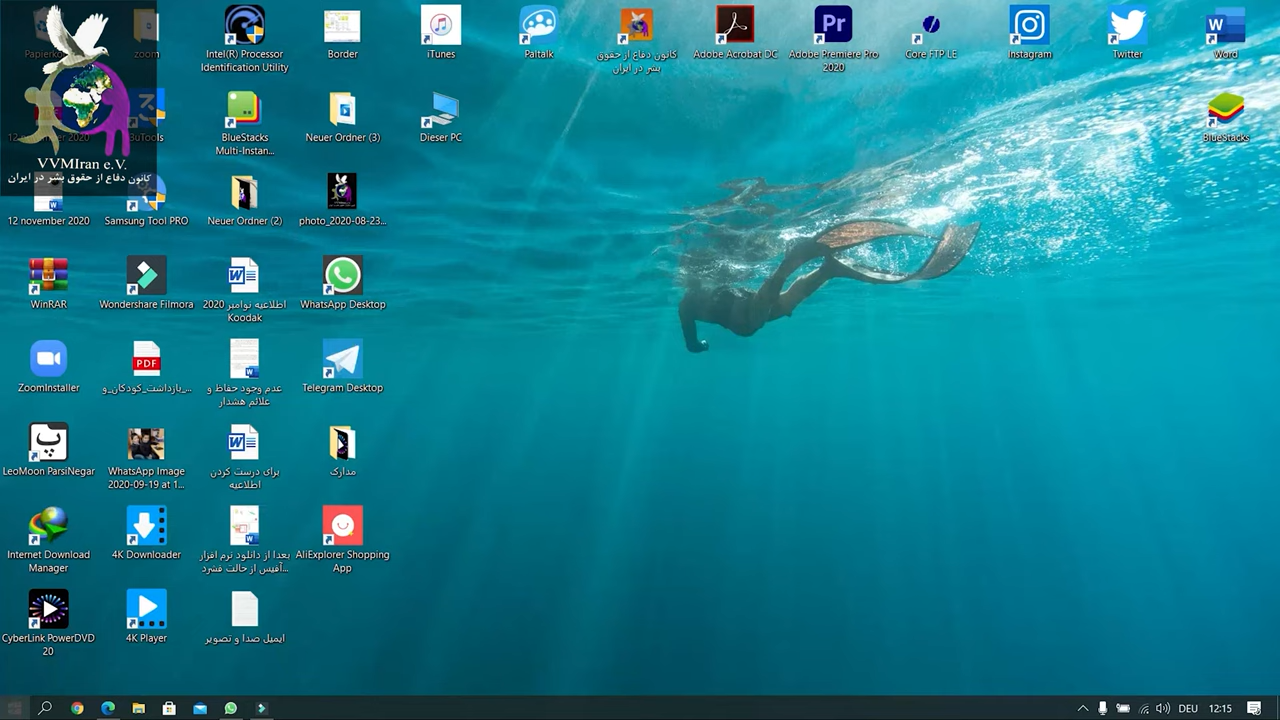 Papierko
zoom
Intel(R) Processor
Identification Utility
Border
iTunes
Paltalk
کانون دفاع از حقوق
بشر در ایران
Adobe Acrobat DC
Adobe Premiere Pro
2020
Core FTP LE
Instagram
Twitter
Word
12 november 2020
3uTools
BlueStacks
Multi-Instan...
Neuer Ordner (3)
Dieser PC
BlueStacks
VVMIran e.V.
کانون دفاع از حقوق بشر در ایران
12 november 2020
Samsung Tool PRO
Neuer Ordner (2)
photo_2020-08-23...
WinRAR
Wondershare Filmora
اطلاعیه نوامبر 2020
Koodak
WhatsApp Desktop
ZoomInstaller
PDF
بازداشت_کودکان_و_...
عدم وجود حفاظ و
علائم هشدار
Telegram Desktop
LeoMoon ParsiNegar
WhatsApp Image
2020-09-19 at 1...
برای درست کردن
اطلاعیه
مدارک
Internet Download
Manager
4K Downloader
بعدا از دانلود نرم افزار
آفیس از حالت فشرد...
AliExplorer Shopping
App
CyberLink PowerDVD
20
4K Player
ایمیل صدا و تصویر
DEU
12:15